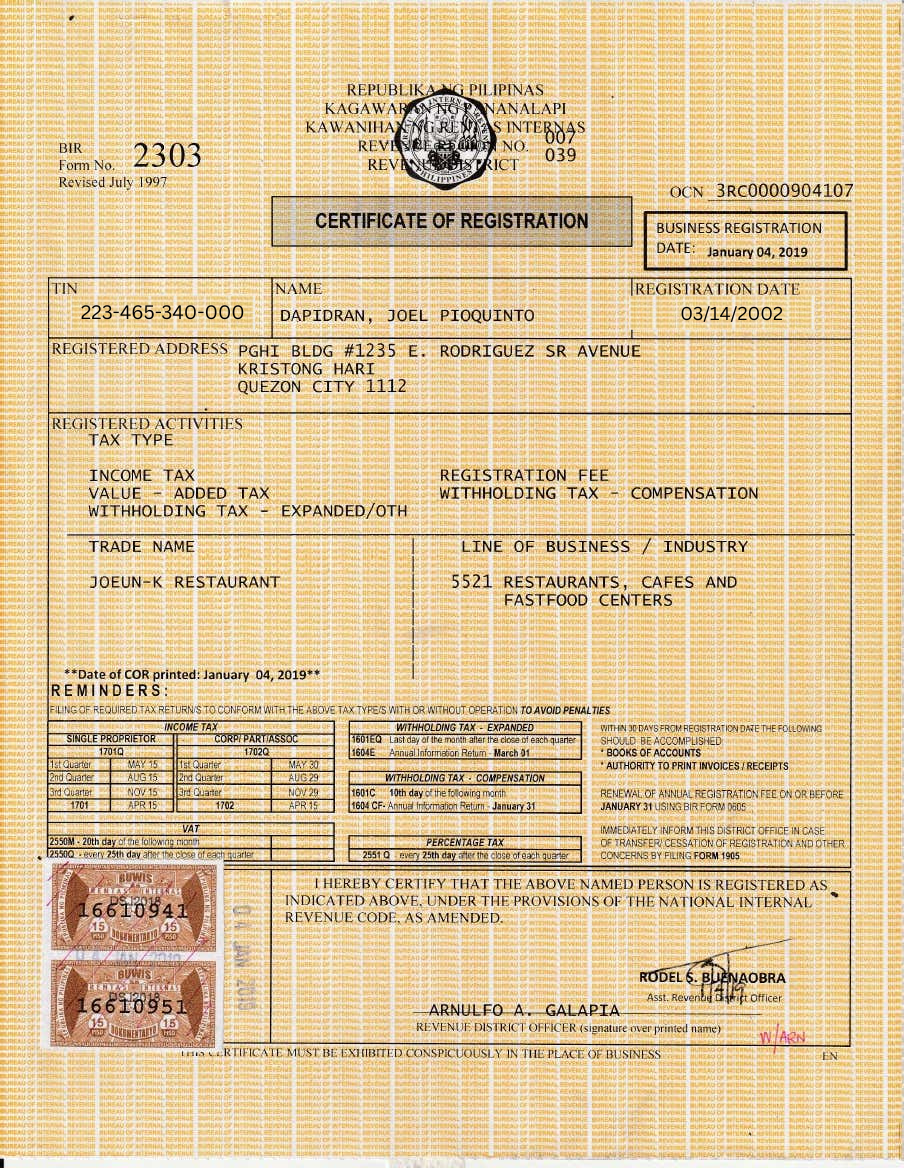 REPUBLIKA NG PILIPINAS
KAGAWARAN NG PANANALAPI
KAWANIHAN NG RENTAS INTERNAS
REVENUE REGION NO. 007
REVENUE DISTRICT 039
BIR
Form No. 2303
Revised July 1997
OCN 3RC0000904107
CERTIFICATE OF REGISTRATION
BUSINESS REGISTRATION
DATE: January 04, 2019
TIN NAME REGISTRATION DATE
223-465-340-000 DAPIDRAN, JOEL PIOQUINTO 03/14/2002
REGISTERED ADDRESS PGHI BLDG #1235 E. RODRIGUEZ SR AVENUE
KRISTONG HARI
QUEZON CITY 1112
REGISTERED ACTIVITIES
TAX TYPE
INCOME TAX REGISTRATION FEE
VALUE - ADDED TAX WITHHOLDING TAX - COMPENSATION
WITHHOLDING TAX - EXPANDED/OTH
TRADE NAME LINE OF BUSINESS / INDUSTRY
JOEUN-K RESTAURANT 5521 RESTAURANTS, CAFES AND
FASTFOOD CENTERS
**Date of COR printed: January 04, 2019**
REMINDERS:
FILING OF REQUIRED TAX RETURN/S TO CONFORM WITH THE ABOVE TAX TYPE/S WITH OR WITHOUT OPERATION TO AVOID PENALTIES
INCOME TAX
SINGLE PROPRIETOR CORP/ PART/ASSOC
1701Q 1702Q
1st Quarter MAY 15 1st Quarter MAY 30
2nd Quarter AUG 15 2nd Quarter AUG 29
3rd Quarter NOV 15 3rd Quarter NOV 29
1701 APR 15 1702 APR 15
VAT
2550M - 20th day of the following month
2550Q - every 25th day after the close of each quarter
WITHHOLDING TAX - EXPANDED
1601EQ Last day of the month after the close of each quarter
1604E Annual Information Return - March 01
WITHHOLDING TAX - COMPENSATION
1601C 10th day of the following month
1604 CF- Annual Information Return - January 31
PERCENTAGE TAX
2551 Q - every 25th day after the close of each quarter
WITHIN 30 DAYS FROM REGISTRATION DATE THE FOLLOWING
SHOULD BE ACCOMPLISHED
* BOOKS OF ACCOUNTS
* AUTHORITY TO PRINT INVOICES / RECEIPTS
RENEWAL OF ANNUAL REGISTRATION FEE ON OR BEFORE
JANUARY 31 USING BIR FORM 0605
IMMEDIATELY INFORM THIS DISTRICT OFFICE IN CASE
OF TRANSFER/ CESSATION OF REGISTRATION AND OTHER
CONCERNS BY FILING FORM 1905
BUWIS
RENTAS INTERNAS
DSJ2018
16610941
15 15
DOKUMENTARYO
04 JAN 2019
BUWIS
RENTAS INTERNAS
DSJ2018
16610951
15 15
DOKUMENTARYO
04 JAN 2019
I HEREBY CERTIFY THAT THE ABOVE NAMED PERSON IS REGISTERED AS
INDICATED ABOVE, UNDER THE PROVISIONS OF THE NATIONAL INTERNAL
REVENUE CODE, AS AMENDED.
RODEL S. BUENAOBRA
Asst. Revenue District Officer
ARNULFO A. GALAPIA
REVENUE DISTRICT OFFICER (signature over printed name)
W/ARN
THIS CERTIFICATE MUST BE EXHIBITED CONSPICUOUSLY IN THE PLACE OF BUSINESS
EN